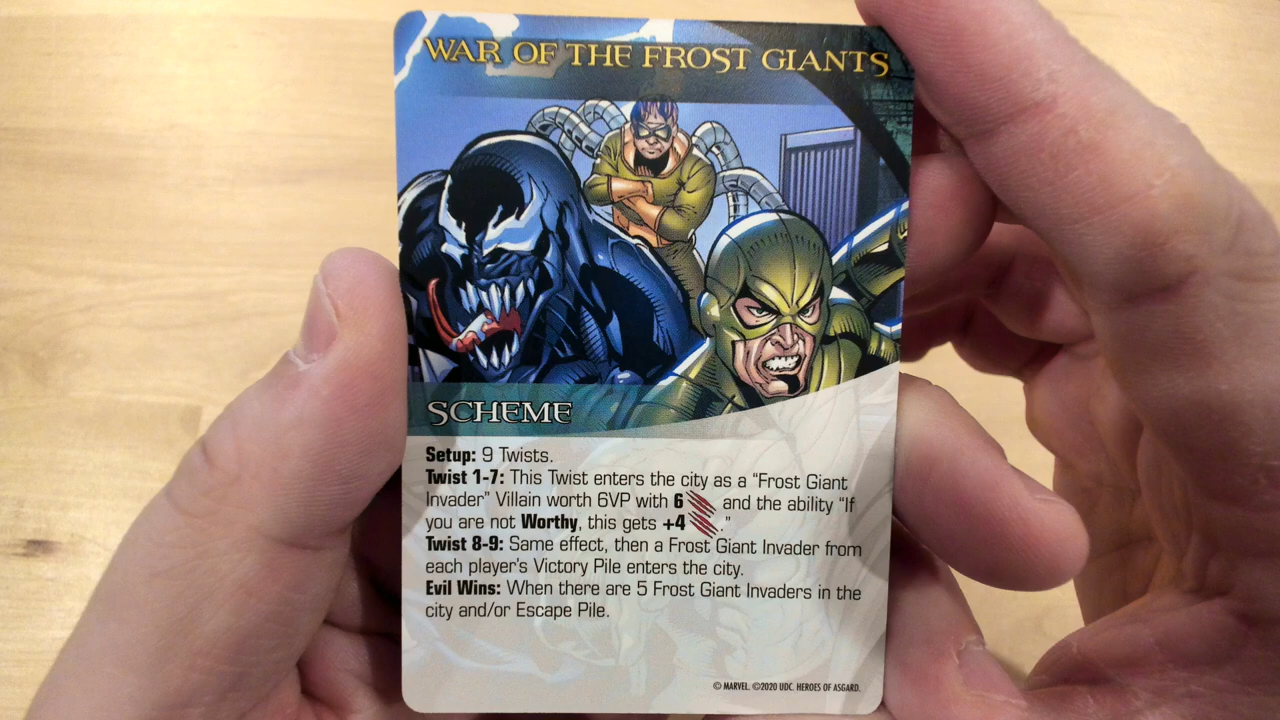 WAR OF THE FROST GIANTS
SCHEME
Setup: 9 Twists.
Twist 1-7: This Twist enters the city as a “Frost Giant
Invader” Villain worth 6VP with 6 and the ability “If
you are not Worthy, this gets +4 .”
Twist 8-9: Same effect, then a Frost Giant Invader from
each player's Victory Pile enters the city.
Evil Wins: When there are 5 Frost Giant Invaders in the
city and/or Escape Pile.
© MARVEL. ©2020 UDC. HEROES OF ASGARD.